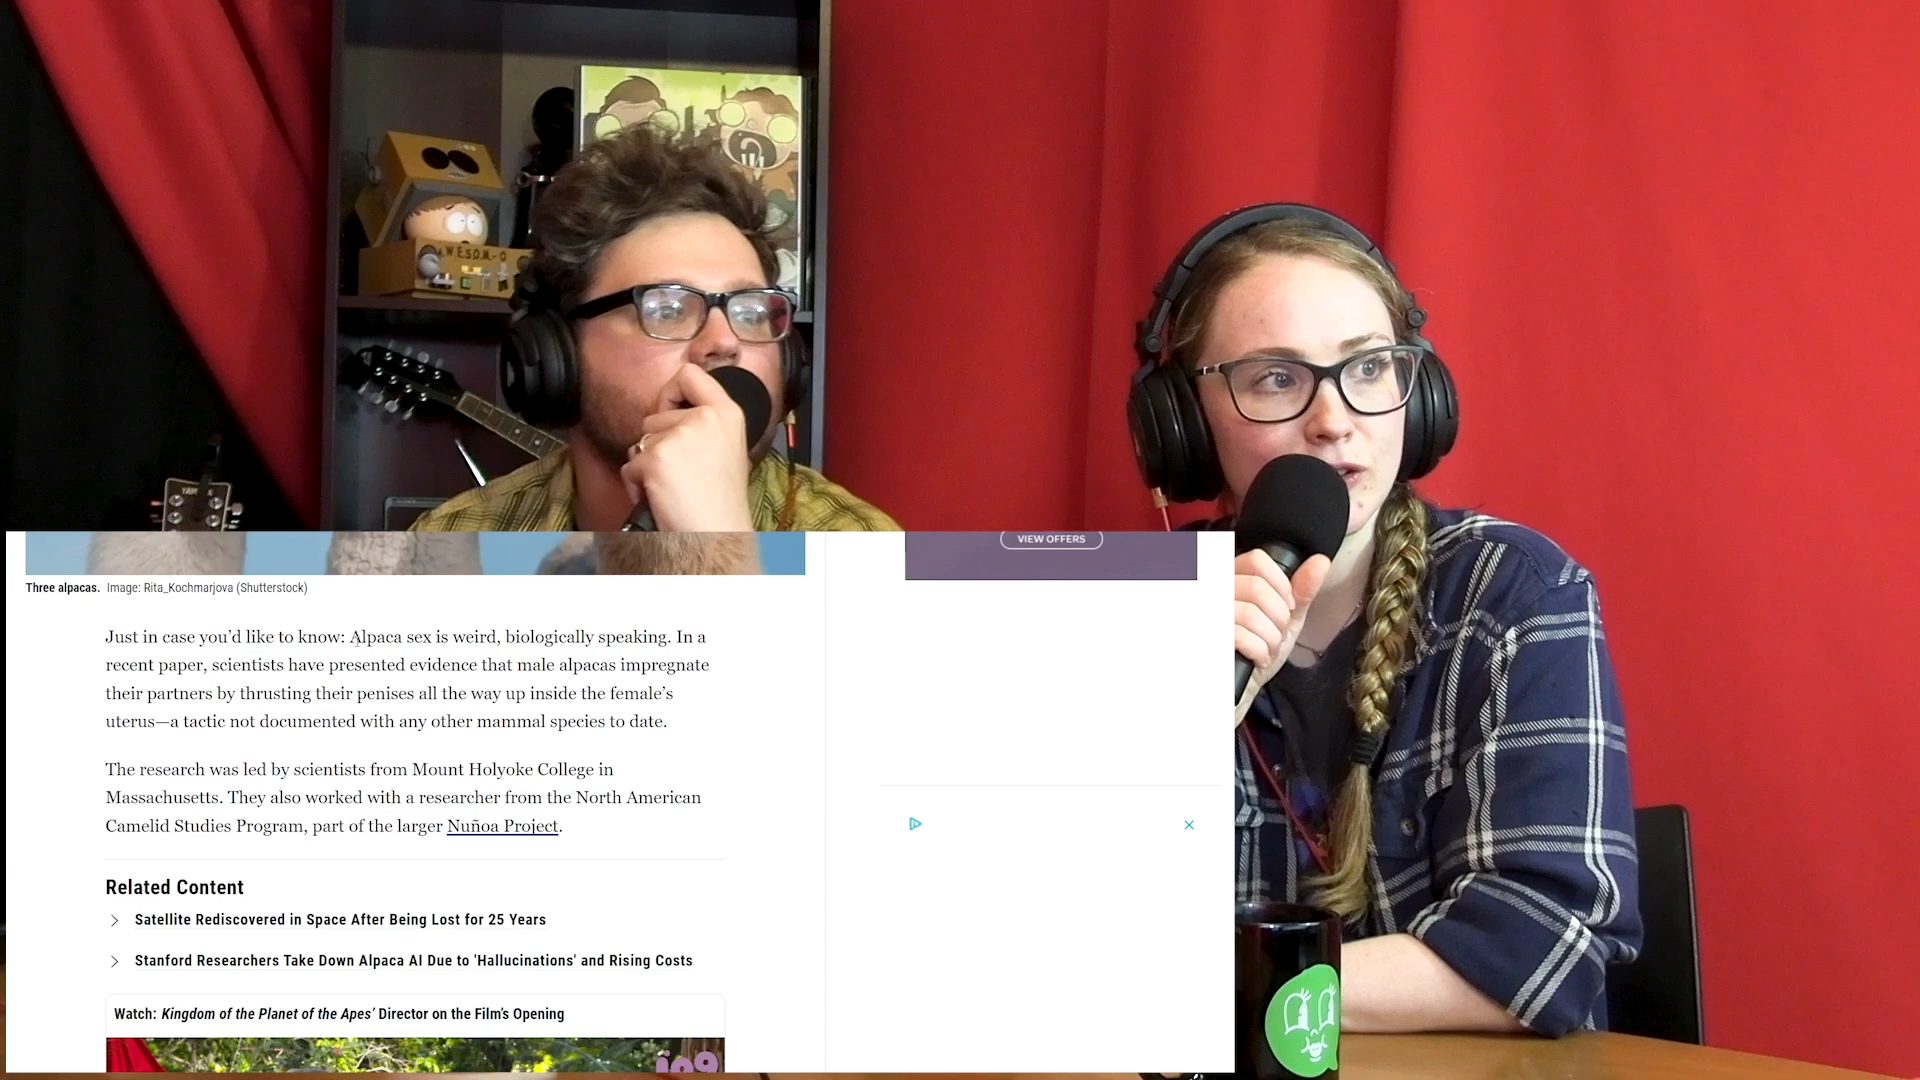 A.W.E.S.O.M.-O
YAMAHA
VIEW OFFERS
Three alpacas. Image: Rita_Kochmarjova (Shutterstock)
Just in case you’d like to know: Alpaca sex is weird, biologically speaking. In a
recent paper, scientists have presented evidence that male alpacas impregnate
their partners by thrusting their penises all the way up inside the female’s
uterus—a tactic not documented with any other mammal species to date.
The research was led by scientists from Mount Holyoke College in
Massachusetts. They also worked with a researcher from the North American
Camelid Studies Program, part of the larger Nuñoa Project.
Related Content
Satellite Rediscovered in Space After Being Lost for 25 Years
Stanford Researchers Take Down Alpaca AI Due to 'Hallucinations' and Rising Costs
Watch: Kingdom of the Planet of the Apes’ Director on the Film’s Opening
io9